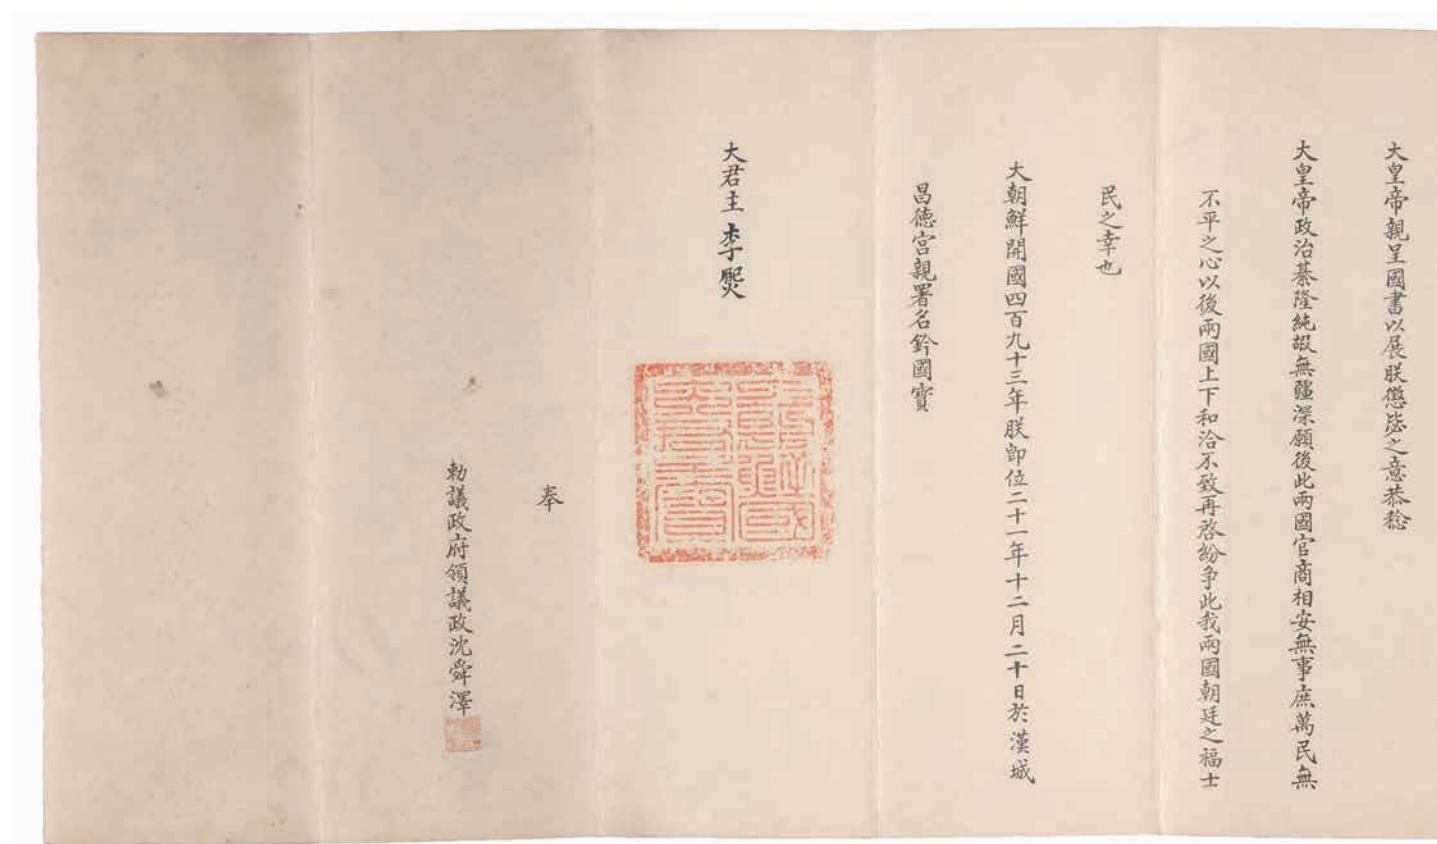 大皇帝親呈國書以展朕懲毖之意恭稔
大皇帝政治綦隆純嘏無疆深願後此兩國官商相安無事庶萬民無
不平之心以後兩國上下和洽不致再啓紛争此我兩國朝廷之福士
民之幸也
大朝鮮開國四百九十三年朕卽位二十一年十二月二十日於漢城
昌德宮親署名鈐國寶
大君主李㷩
奉
勅議政府領議政沈舜澤